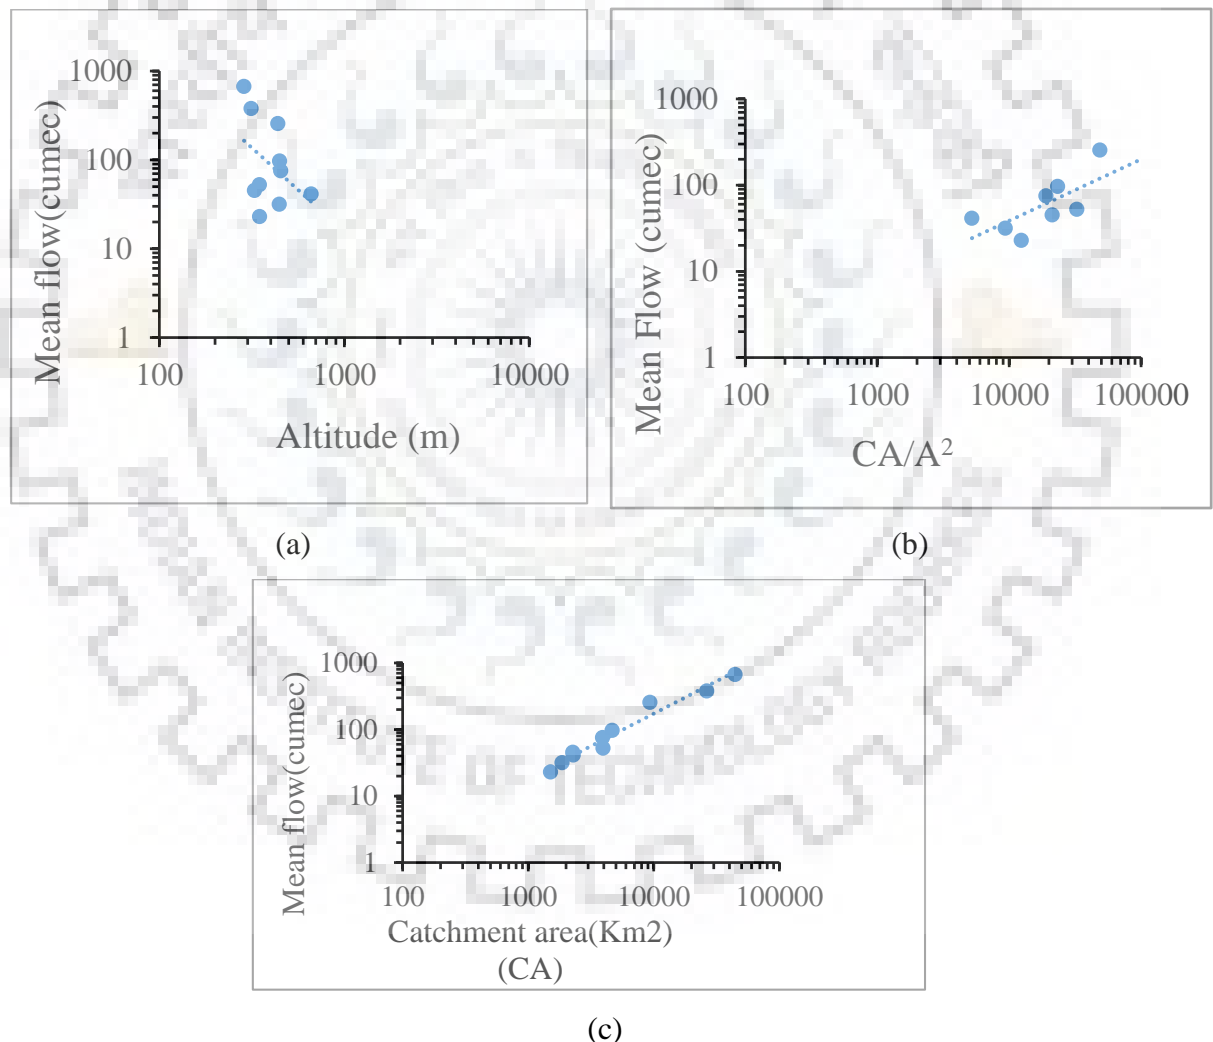 1000
100
10
1
100 1000 10000
Mean flow(cumec)
Altitude (m)
(a)
1000
100
10
1
100 1000 10000 100000
Mean Flow (cumec)
CA/A²
(b)
1000
100
10
1
100 1000 10000 100000
Mean flow(cumec)
Catchment area(Km2)
(CA)
(c)